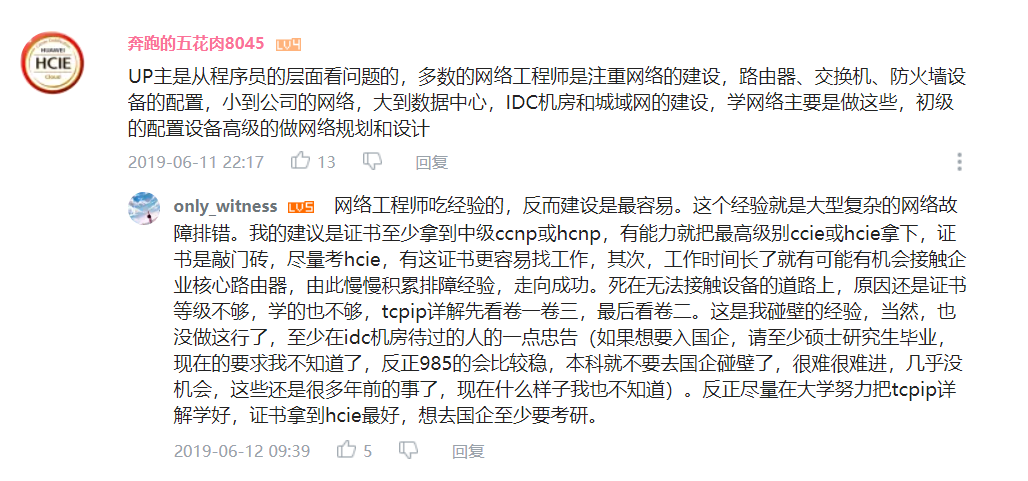 HUAWEI
HCIE
Cloud
奔跑的五花肉8045 LV4
UP主是从程序员的层面看问题的，多数的网络工程师是注重网络的建设，路由器、交换机、防火墙设
备的配置，小到公司的网络，大到数据中心，IDC机房和城域网的建设，学网络主要是做这些，初级
的配置设备高级的做网络规划和设计
2019-06-11 22:17 13 回复
only_witness LV5 网络工程师吃经验的，反而建设是最容易。这个经验就是大型复杂的网络故
障排错。我的建议是证书至少拿到中级ccnp或hcnp，有能力就把最高级别ccie或hcie拿下，证
书是敲门砖，尽量考hcie，有这证书更容易找工作，其次，工作时间长了就有可能有机会接触企
业核心路由器，由此慢慢积累排障经验，走向成功。死在无法接触设备的道路上，原因还是证书
等级不够，学的也不够，tcpip详解先看卷一卷三，最后看卷二。这是我碰壁的经验，当然，也
没做这行了，至少在idc机房待过的人的一点忠告（如果想要入国企，请至少硕士研究生毕业，
现在的要求我不知道了，反正985的会比较稳，本科就不要去国企碰壁了，很难很难进，几乎没
机会，这些还是很多年前的事了，现在什么样子我也不知道）。反正尽量在大学努力把tcpip详
解学好，证书拿到hcie最好，想去国企至少要考研。
2019-06-12 09:39 5 回复